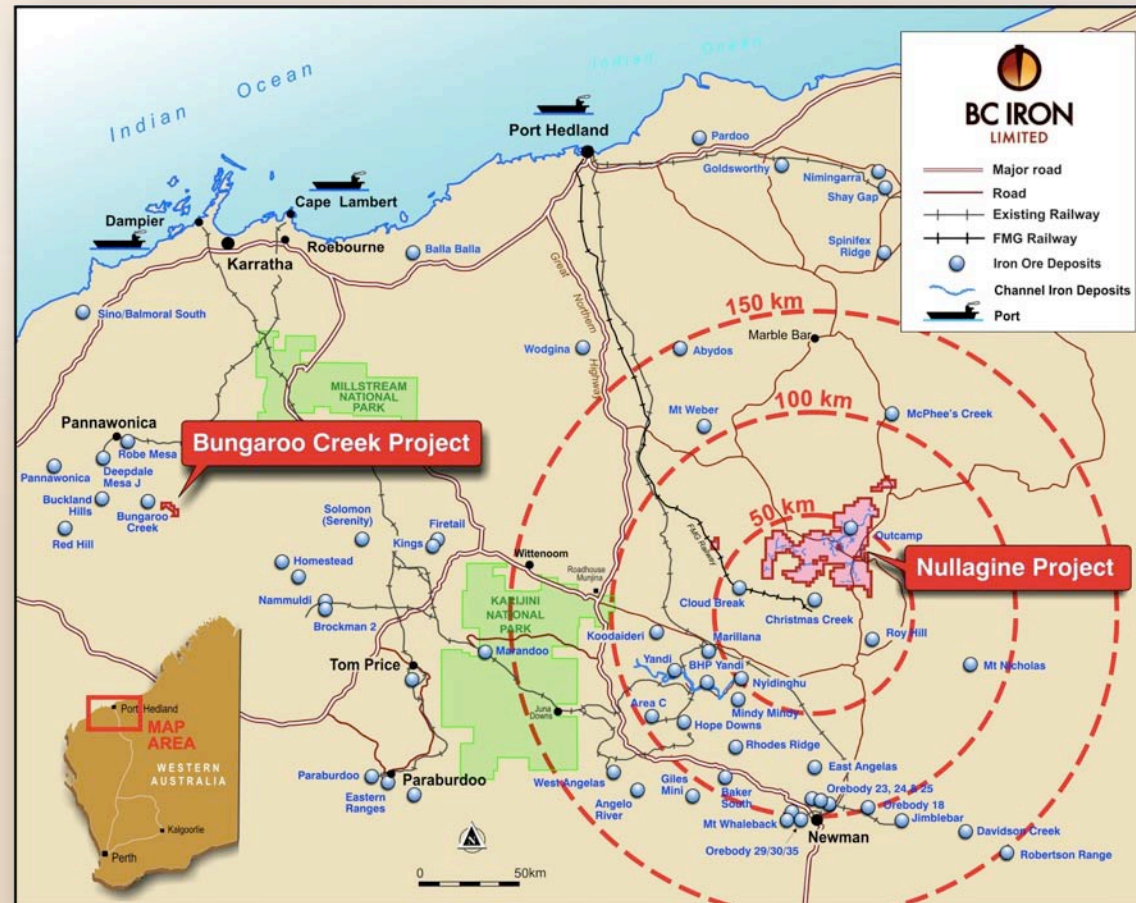 Indian Ocean
Indian Ocean
BC IRON
LIMITED
Major road
Road
Existing Railway
FMG Railway
Iron Ore Deposits
Channel Iron Deposits
Port
Port Hedland
Pardoo
Goldsworthy
Nimingarra
Shay Gap
Cape Lambert
Dampier
Roebourne
Karratha
Balla Balla
Spinifex
Ridge
Sino/Balmoral South
Great Northern Highway
150 km
Wodgina
Abydos
Marble Bar
MILLSTREAM
NATIONAL
PARK
100 km
McPhee's Creek
Mt Weber
Pannawonica
Robe Mesa
Bungaroo Creek Project
Pannawonica
Deepdale
Mesa J
Buckland
Hills
Bungaroo
Creek
Red Hill
50 km
Outcamp
Solomon
(Serenity)
Firetail
Kings
FMG Railway
Nullagine Project
Homestead
Wittenoom
Roadhouse
Munjina
Nammuldi
Brockman 2
KARIJINI
NATIONAL
PARK
Cloud Break
Christmas Creek
Koodaideri
Marillana
Roy Hill
Marandoo
Yandi
BHP Yandi
Nyidinghu
Mt Nicholas
Tom Price
Juna
Downs
Area C
Mindy Mindy
Hope Downs
Rhodes Ridge
Port Hedland
MAP
AREA
WESTERN
AUSTRALIA
Kalgoorlie
Perth
Paraburdoo
Paraburdoo
Eastern
Ranges
West Angelas
Angelo
River
Giles
Mini
Baker
South
East Angelas
Orebody 23, 24 & 25
Orebody 18
Jimblebar
Mt Whaleback
Newman
Orebody 29/30/35
Davidson Creek
Robertson Range
N
0
50km